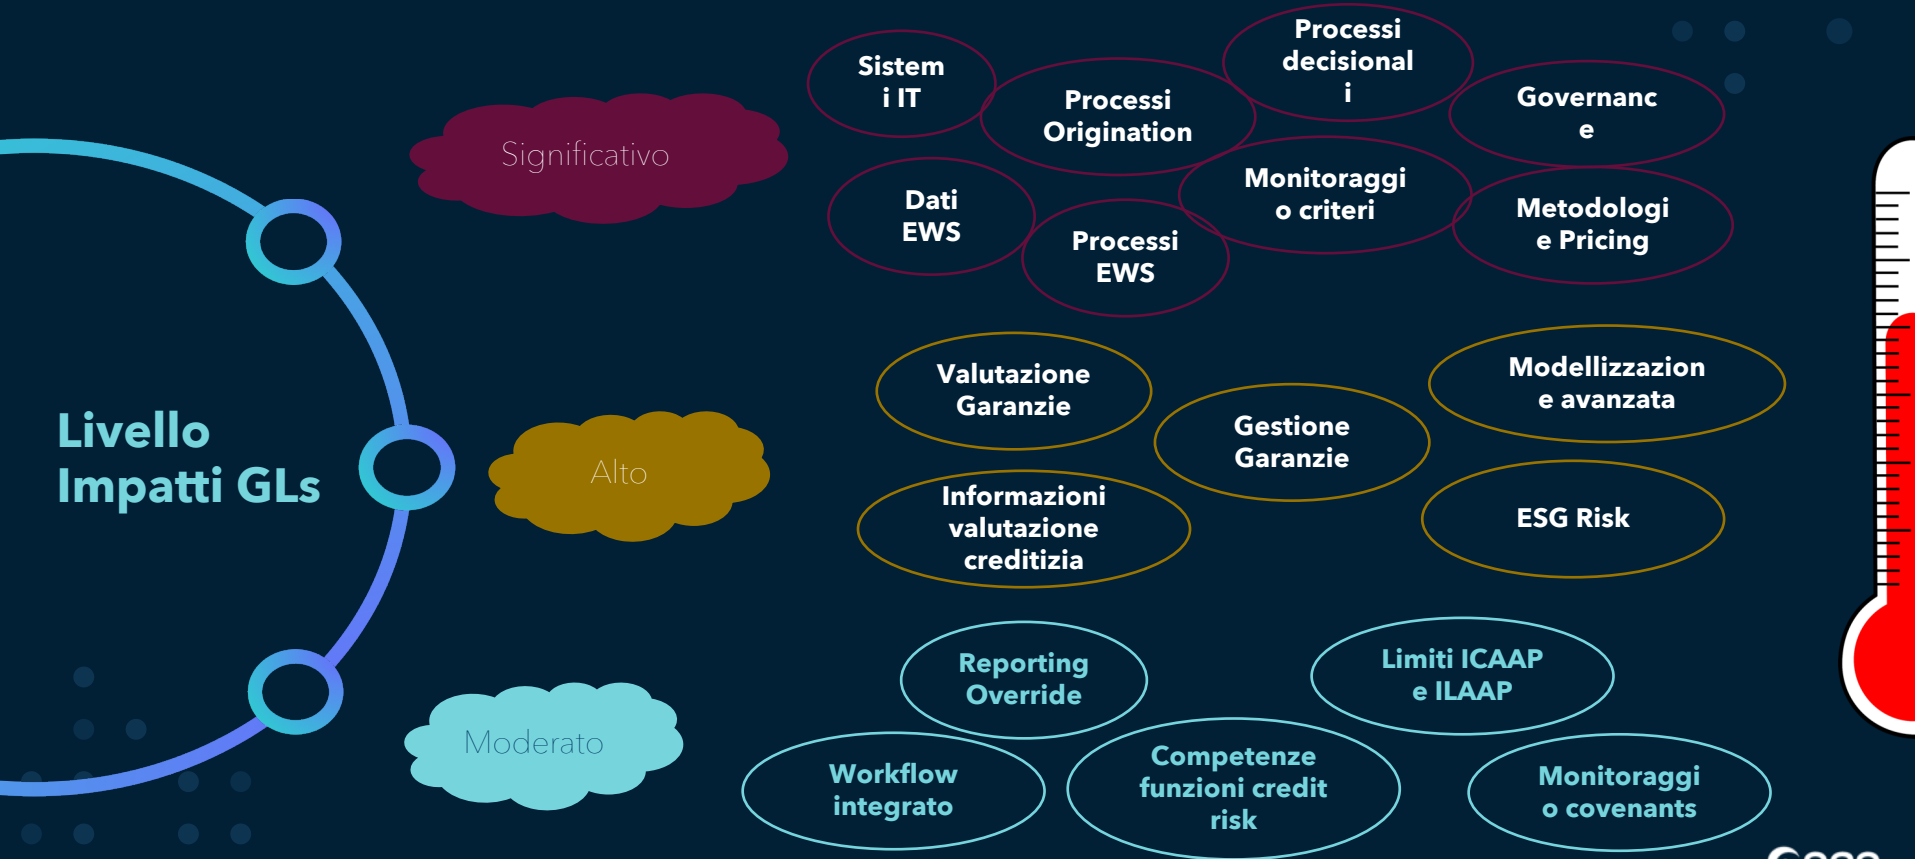 Livello
Impatti GLs
Significativo
Sistem
i IT
Processi
Origination
Processi
decisional
i
Governanc
e
Dati
EWS
Processi
EWS
Monitoraggi
o criteri
Metodologi
e Pricing
Alto
Valutazione
Garanzie
Gestione
Garanzie
Modellizzazion
e avanzata
Informazioni
valutazione
creditizia
ESG Risk
Moderato
Reporting
Override
Limiti ICAAP
e ILAAP
Workflow
integrato
Competenze
funzioni credit
risk
Monitoraggi
o covenants